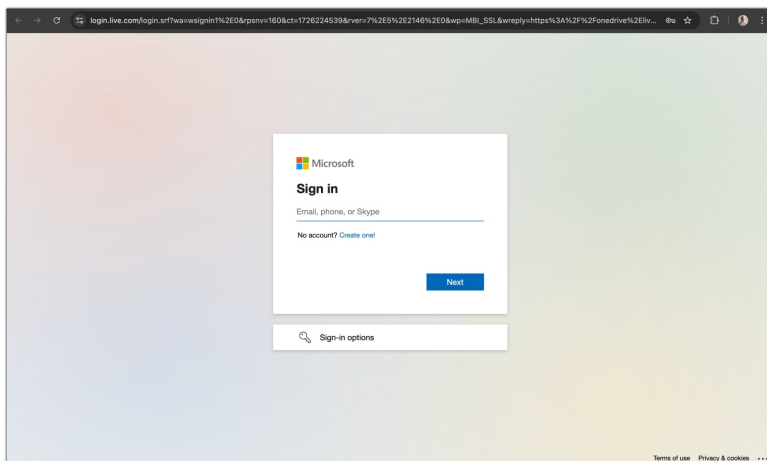 login.live.com/login.srf?wa=wsignin1%2E0&rpsnv=160&ct=1726224539&rver=7%2E5%2E2146%2E0&wp=MBI_SSL&wreply=https%3A%2F%2Fonedrive%2Eliv...
Microsoft
Sign in
Email, phone, or Skype
No account? Create one!
Next
Sign-in options
Terms of use Privacy & cookies ...